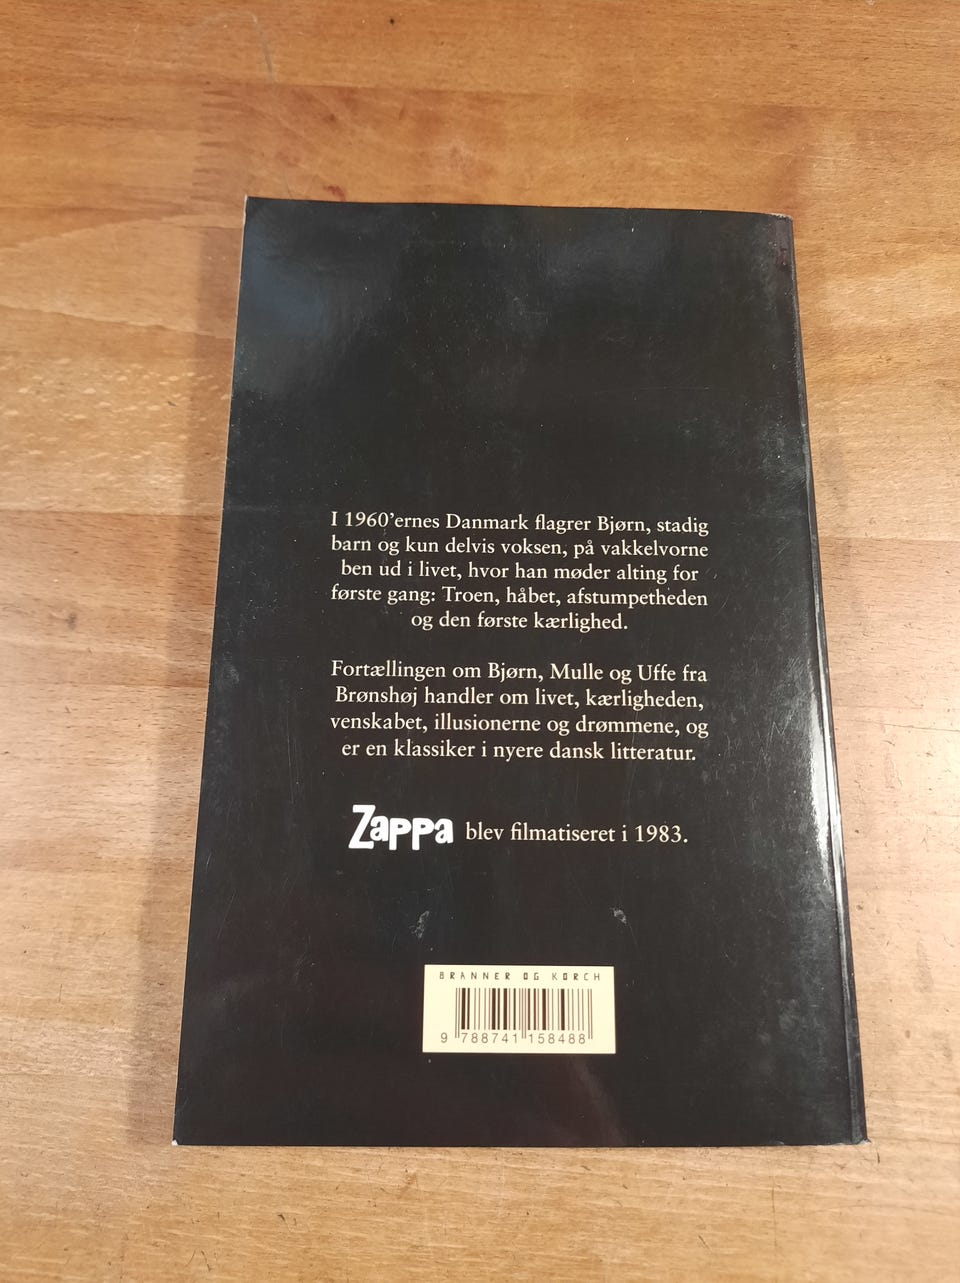 I 1960’ernes Danmark flagrer Bjørn, stadig
barn og kun delvis voksen, på vakkelvorne
ben ud i livet, hvor han møder alting for
første gang: Troen, håbet, afstumpetheden
og den første kærlighed.
Fortællingen om Bjørn, Mulle og Uffe fra
Brønshøj handler om livet, kærligheden,
venskabet, illusionerne og drømmene, og
er en klassiker i nyere dansk litteratur.
Zappa blev filmatiseret i 1983.
BRANNER OG KORCH
9 788741 158488